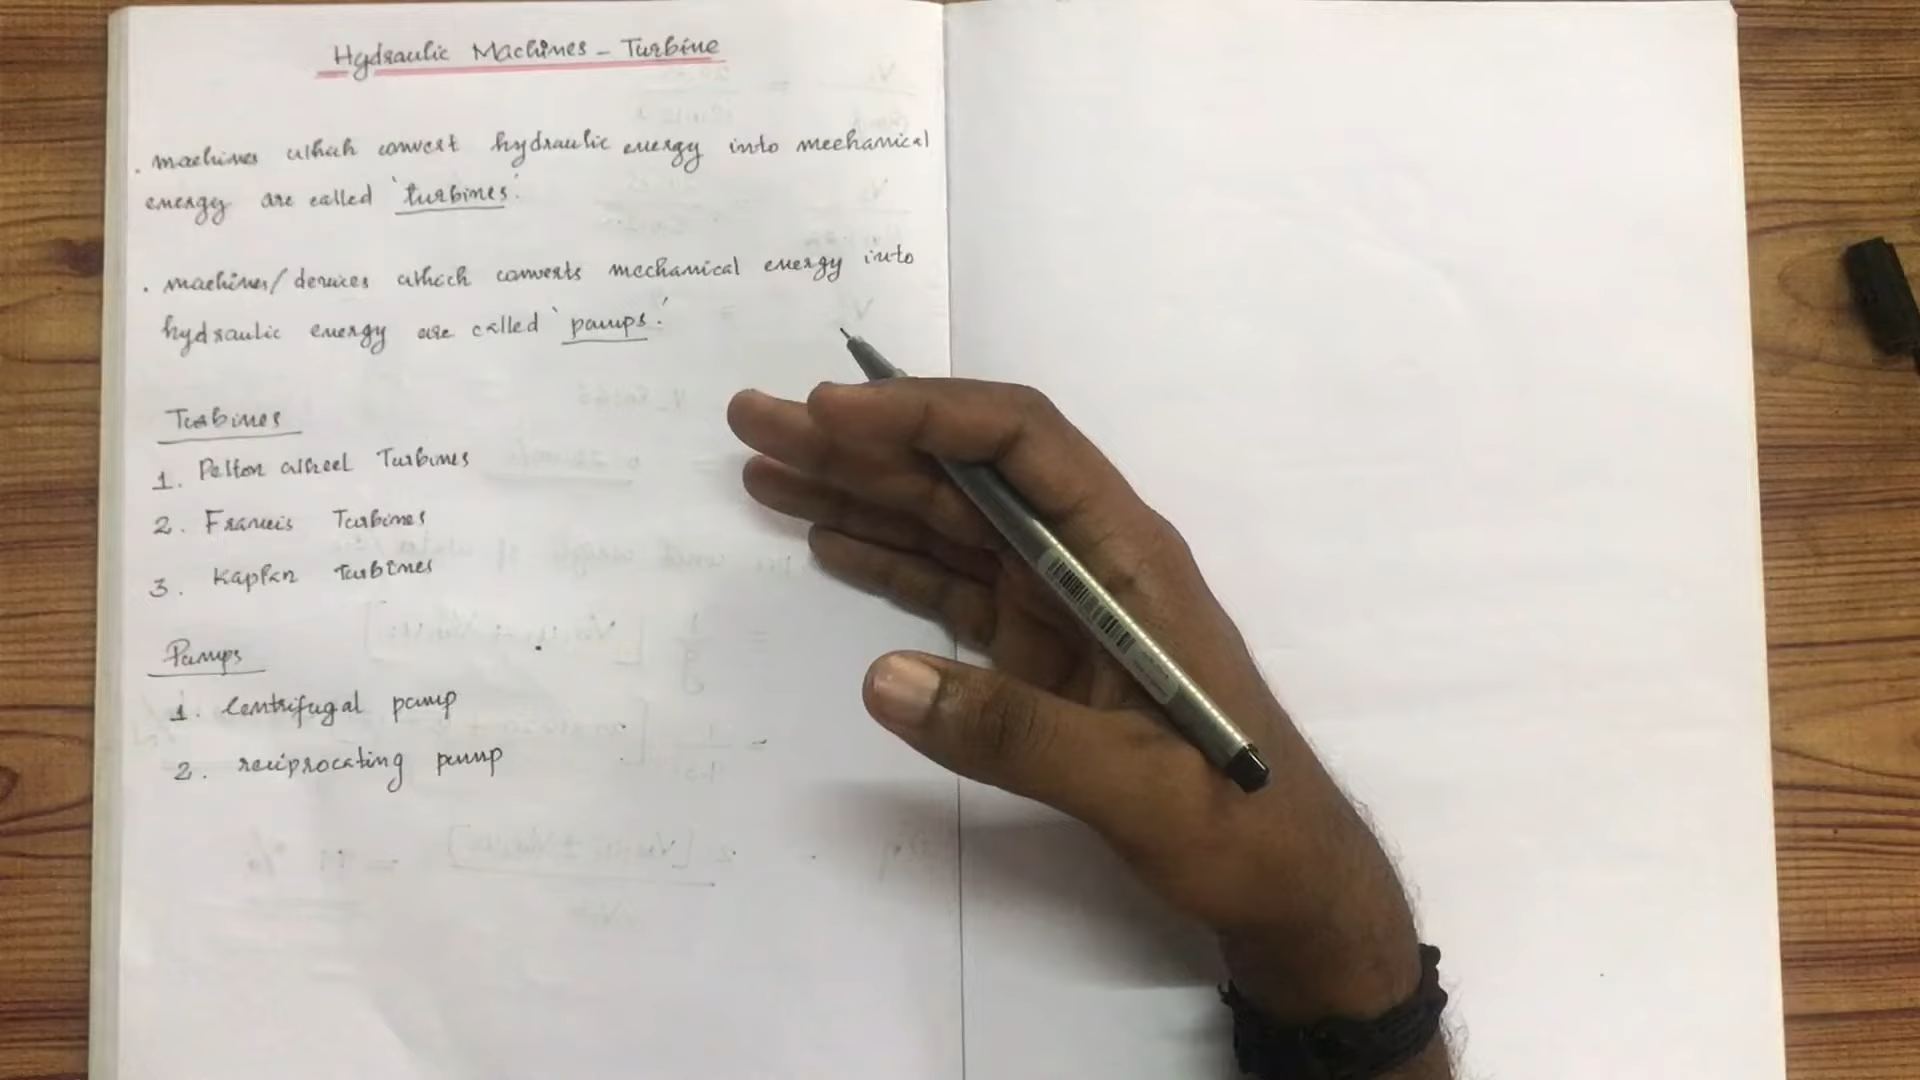 Hydraulic Machines - Turbine
. machines which convert hydraulic energy into mechanical
energy are called 'turbines'.
. machines/devices which converts mechanical energy into
hydraulic energy are called 'pumps'.
Turbines
1. Pelton wheel Turbines
2. Francis Turbines
3. Kaplan Turbines
Pumps
1. Centrifugal pump
2. reciprocating pump